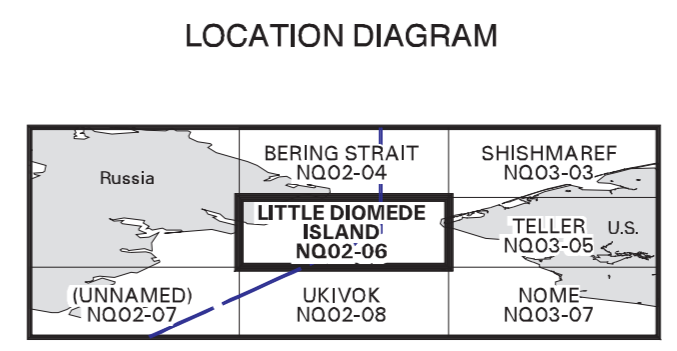 LOCATION DIAGRAM
BERING STRAIT
NQ02-04
SHISHMAREF
NQ03-03
Russia
LITTLE DIOMEDE
ISLAND
NQ02-06
TELLER
NQ03-05
U.S.
(UNNAMED)
NQ02-07
UKIVOK
NQ02-08
NOME
NQ03-07